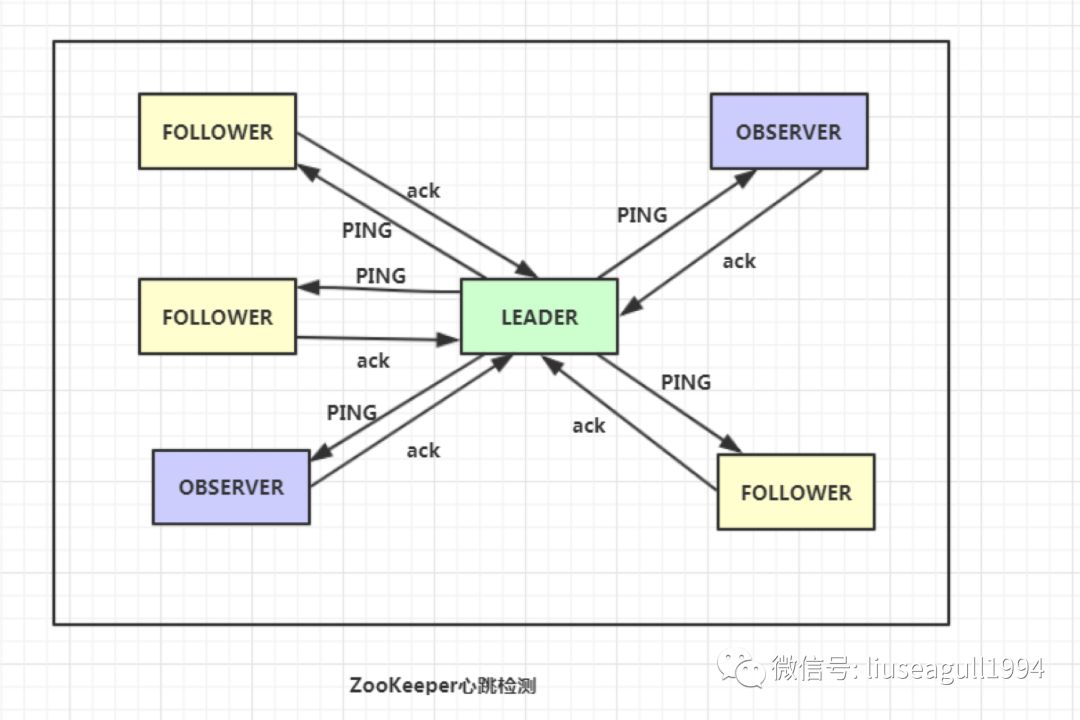 FOLLOWER
OBSERVER
ack
PING
PING
ack
PING
FOLLOWER
LEADER
ack
PING
PING
ack
ack
OBSERVER
FOLLOWER
微信号: liuseagull1994
ZooKeeper心跳检测